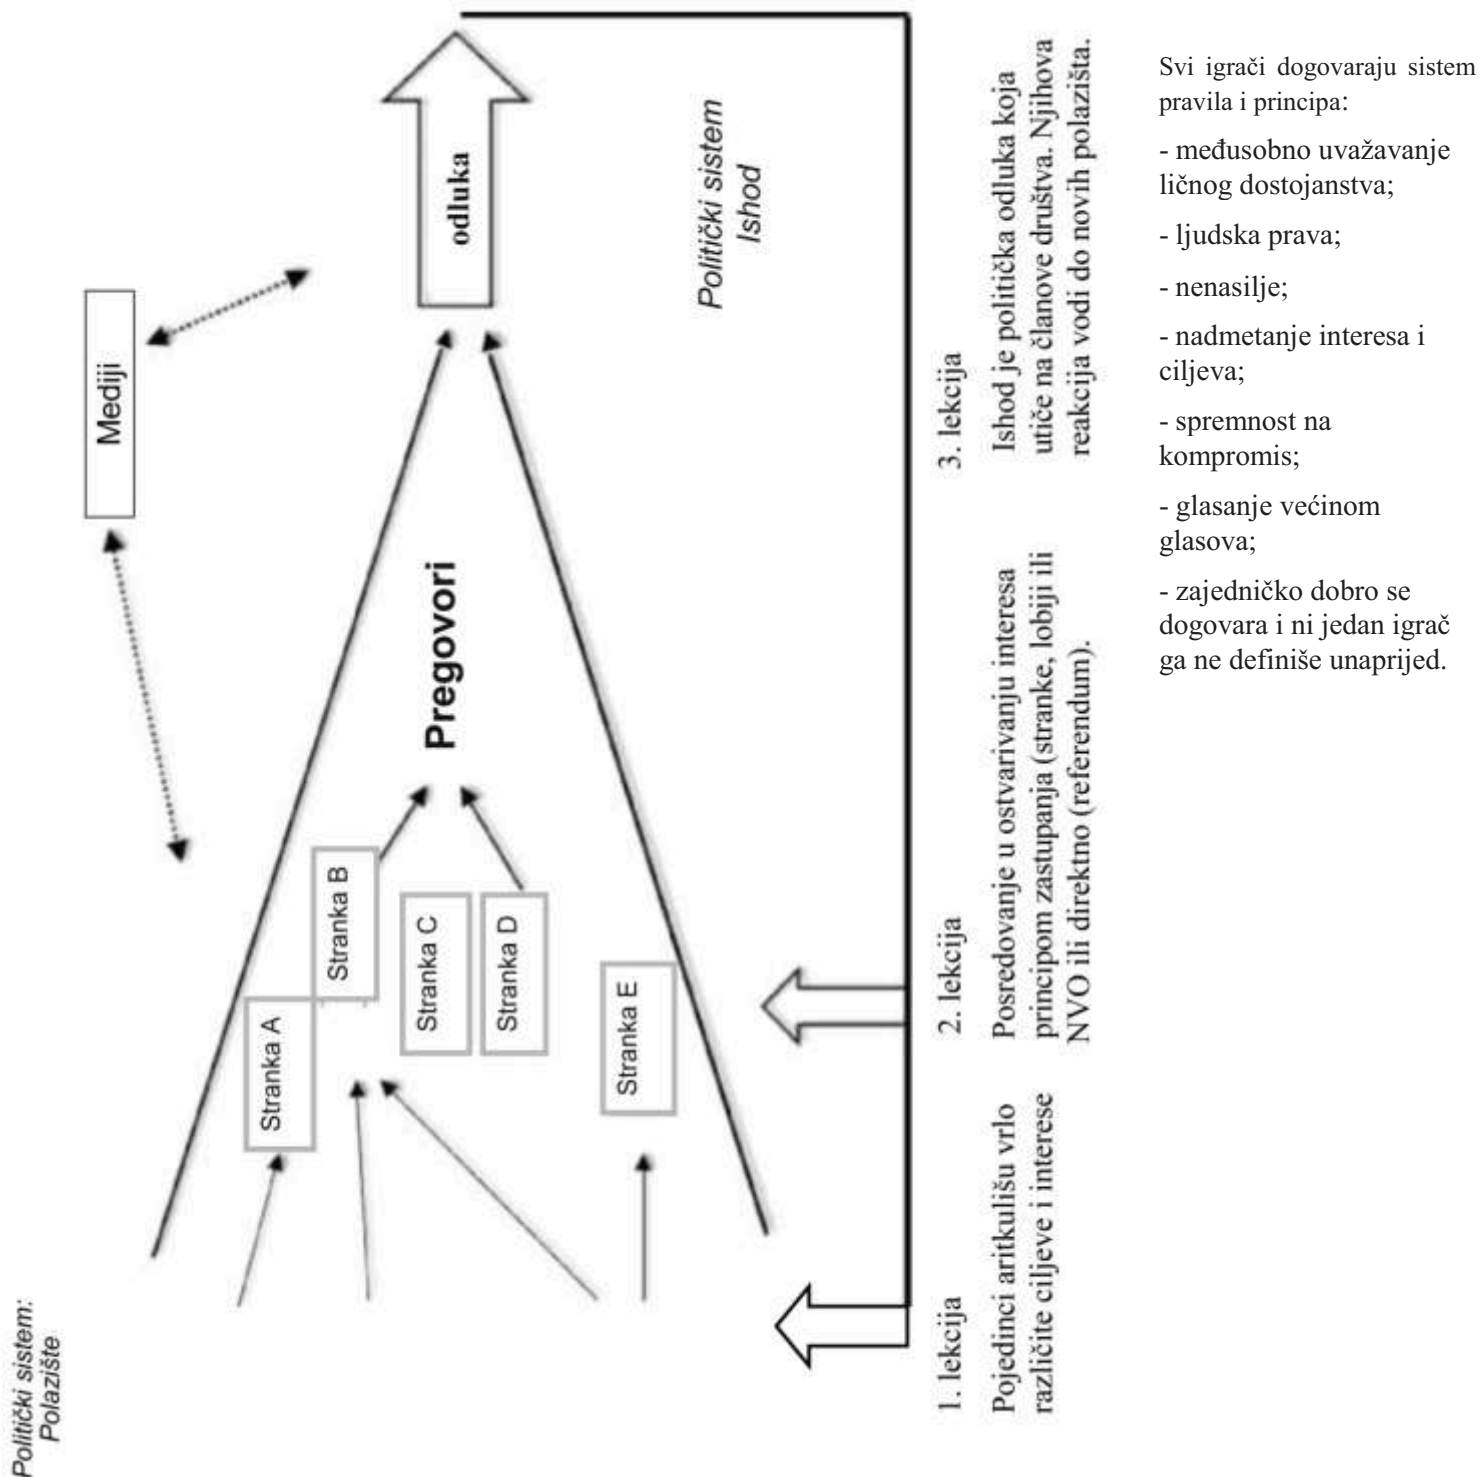 Politički sistem:
Polazište
Mediji
Stranka A
Stranka B
Stranka C
Stranka D
Stranka E
Pregovori
odluka
Politički sistem
Ishod
1. lekcija
Pojedinci aritkulišu vrlo
različite ciljeve i interese
2. lekcija
Posredovanje u ostvarivanju interesa
principom zastupanja (stranke, lobiji ili
NVO ili direktno (referendum).
3. lekcija
Ishod je politička odluka koja
utiče na članove društva. Njihova
reakcija vodi do novih polazišta.
Svi igrači dogovaraju sistem
pravila i principa:
- međusobno uvažavanje
ličnog dostojanstva;
- ljudska prava;
- nenasilje;
- nadmetanje interesa i
ciljeva;
- spremnost na
kompromis;
- glasanje većinom
glasova;
- zajedničko dobro se
dogovara i ni jedan igrač
ga ne definiše unaprijed.